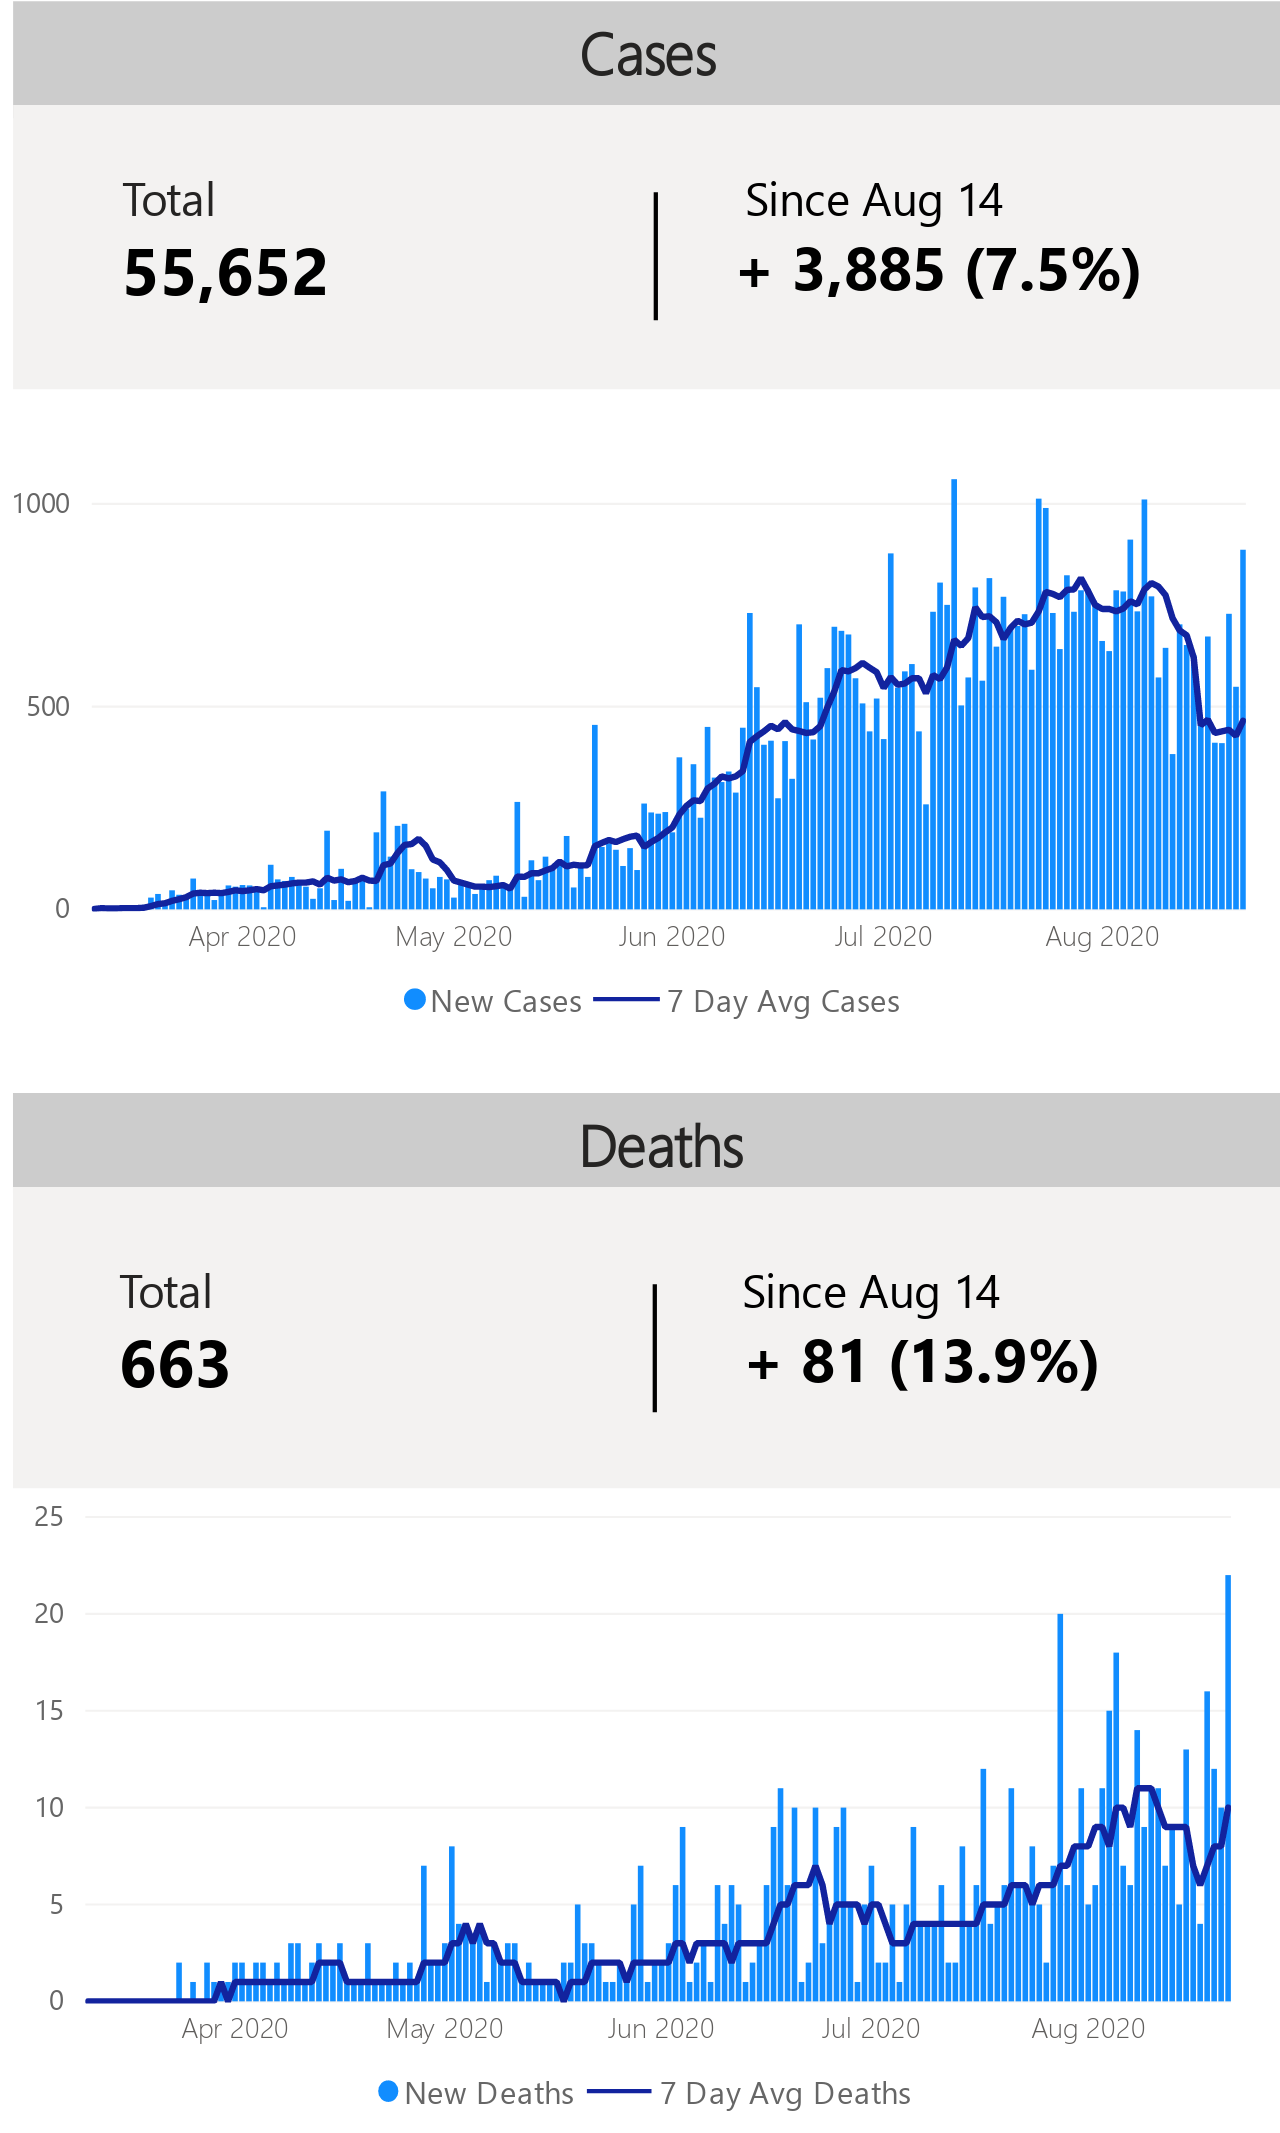 Cases
Total
Since Aug 14
55,652
+ 3,885 (7.5%)
1000
500
0
Apr 2020
May 2020
Jun 2020
Jul 2020
Aug 2020
New Cases
7 Day Avg Cases
Deaths
Total
Since Aug 14
663
+ 81 (13.9%)
25
20
15
10
5
0
Apr 2020
May 2020
Jun 2020
Jul 2020
Aug 2020
New Deaths
7 Day Avg Deaths